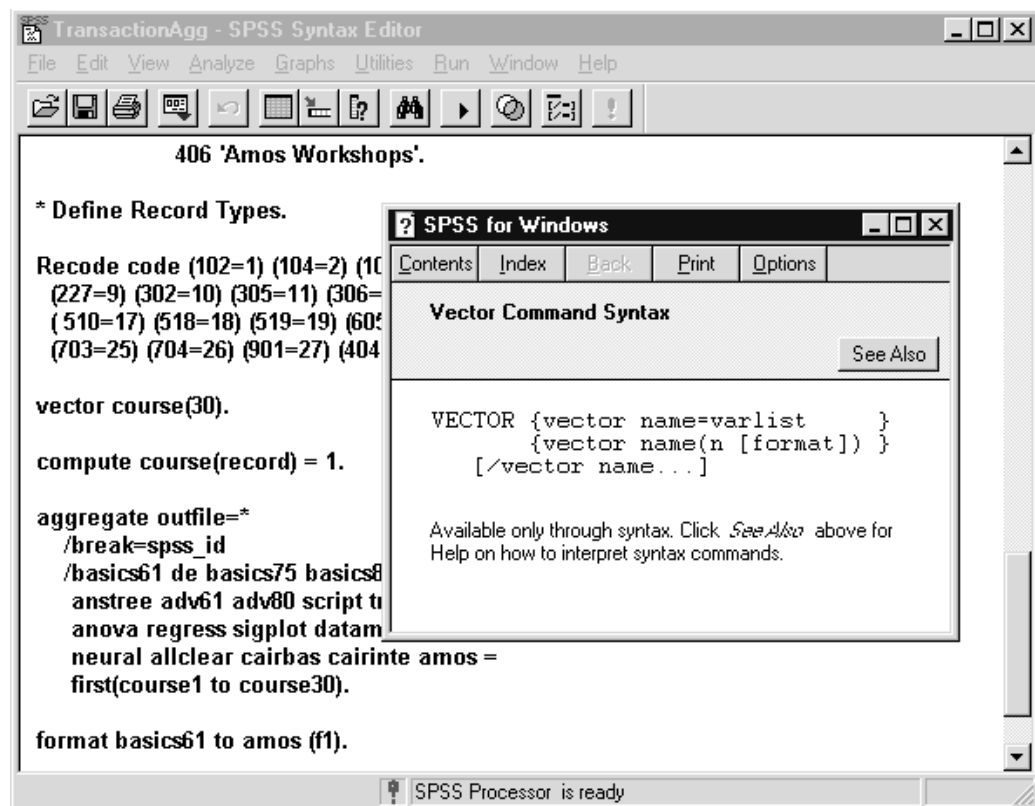 SPSS
TransactionAgg - SPSS Syntax Editor
File Edit View Analyze Graphs Utilities Run Window Help
406 'Amos Workshops'.
* Define Record Types.
Recode code (102=1) (104=2) (10
(227=9) (302=10) (305=11) (306=
( 510=17) (518=18) (519=19) (605
(703=25) (704=26) (901=27) (404
vector course(30).
compute course(record) = 1.
aggregate outfile=*
/break=spss_id
/basics61 de basics75 basics8
anstree adv61 adv80 script
anova regress sigplot datam
neural allclear cairbas cairinte amos =
first(course1 to course30).
format basics61 to amos (f1).
? SPSS for Windows
Contents Index Back Print Options
Vector Command Syntax
See Also
VECTOR {vector name=varlist }
{vector name(n [format]) }
[/vector name...]
Available only through syntax. Click See Also above for
Help on how to interpret syntax commands.
SPSS Processor is ready